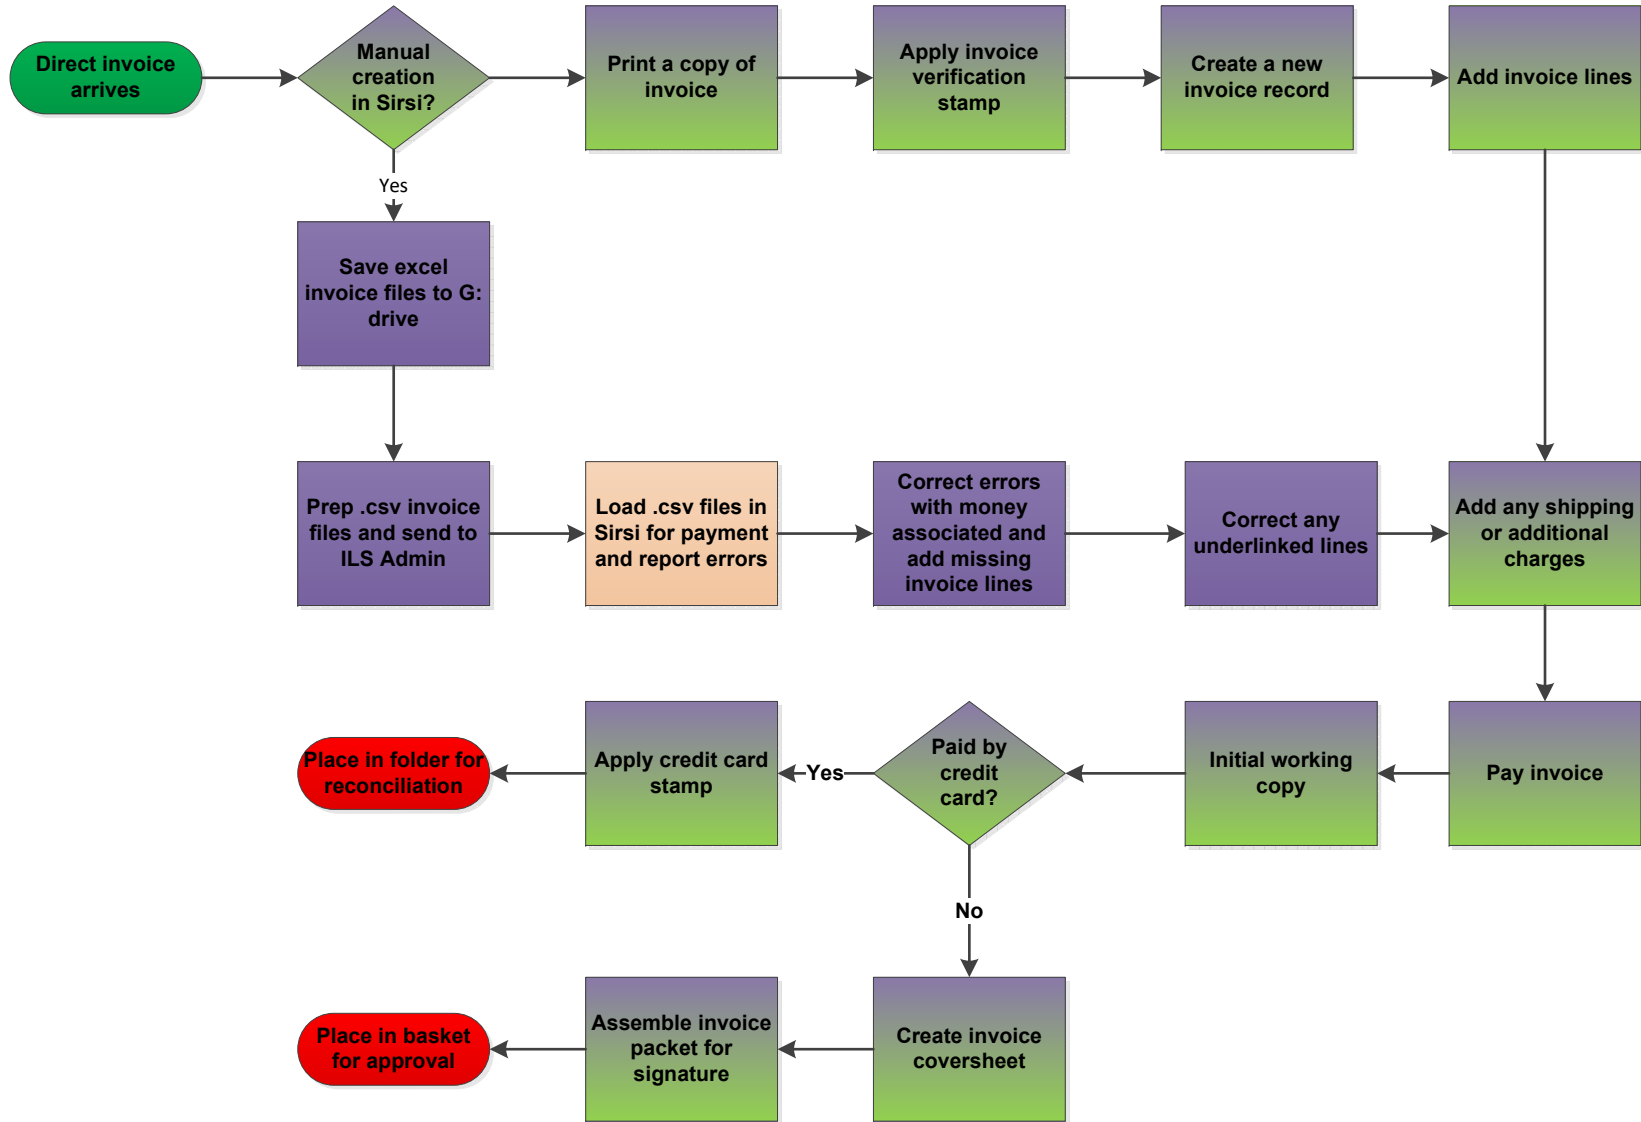 Direct invoice
arrives
Manual
creation
in Sirsi?
Print a copy of
invoice
Apply invoice
verification
stamp
Create a new
invoice record
Add invoice lines
Yes
Save excel
invoice files to G:
drive
Prep .csv invoice
files and send to
ILS Admin
Load .csv files in
Sirsi for payment
and report errors
Correct errors
with money
associated and
add missing
invoice lines
Correct any
underlinked lines
Add any shipping
or additional
charges
Place in folder for
reconciliation
Apply credit card
stamp
Yes
Paid by
credit
card?
Initial working
copy
Pay invoice
No
Place in basket
for approval
Assemble invoice
packet for
signature
Create invoice
coversheet